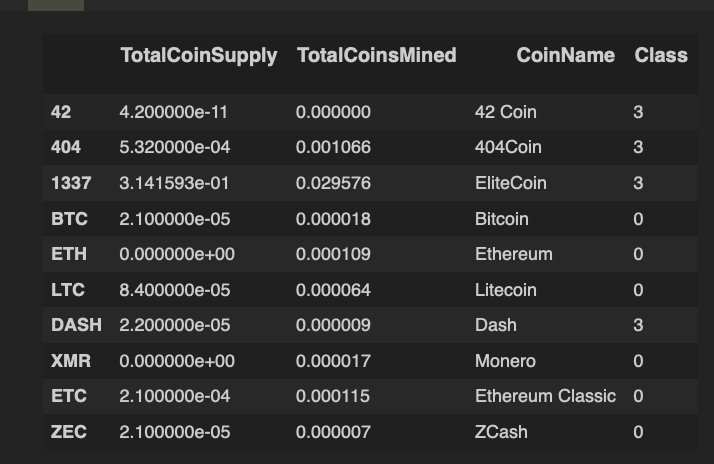 TotalCoinSupply TotalCoinsMined CoinName Class
42 4.200000e-11 0.000000 42 Coin 3
404 5.320000e-04 0.001066 404Coin 3
1337 3.141593e-01 0.029576 EliteCoin 3
BTC 2.100000e-05 0.000018 Bitcoin 0
ETH 0.000000e+00 0.000109 Ethereum 0
LTC 8.400000e-05 0.000064 Litecoin 0
DASH 2.200000e-05 0.000009 Dash 3
XMR 0.000000e+00 0.000017 Monero 0
ETC 2.100000e-04 0.000115 Ethereum Classic 0
ZEC 2.100000e-05 0.000007 ZCash 0